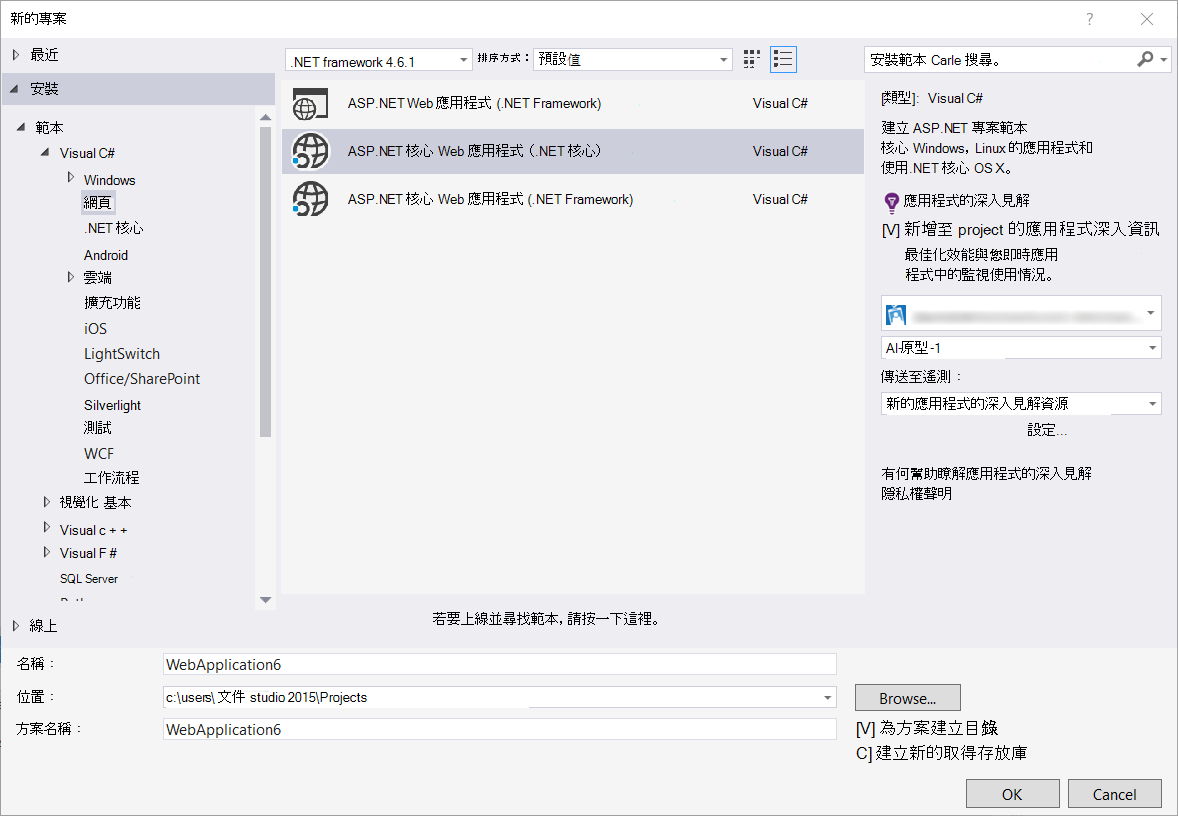 新的專案
?
最近
安裝
範本
Visual C#
Windows
網頁
.NET 核心
Android
雲端
擴充功能
iOS
LightSwitch
Office/SharePoint
Silverlight
測試
WCF
工作流程
視覺化 基本
Visual c + +
Visual F #
SQL Server
線上
.NET framework 4.6.1
排序方式：
預設值
ASP.NET Web 應用程式 (.NET Framework)
Visual C#
ASP.NET 核心 Web 應用程式（.NET 核心）
Visual C#
ASP.NET 核心 Web 應用程式 (.NET Framework)
Visual C#
若要上線並尋找範本, 請按一下這裡。
安裝範本 Carle 搜尋。
[類型]: Visual C#
建立 ASP.NET 專案範本
核心 Windows, Linux 的應用程式和
使用.NET 核心 OS X。
應用程式的深入見解
[V] 新增至 project 的應用程式深入資訊
最佳化效能與您即時應用
程式中的監視使用情況。
AI-原型-1
傳送至遙測：
新的應用程式的深入見解資源
設定...
有何幫助瞭解應用程式的深入見解
隱私權聲明
名稱：
WebApplication6
位置：
c:\users\ 文件 studio 2015\Projects
Browse...
方案名稱：
WebApplication6
[V] 為方案建立目錄
C] 建立新的取得存放庫
OK
Cancel